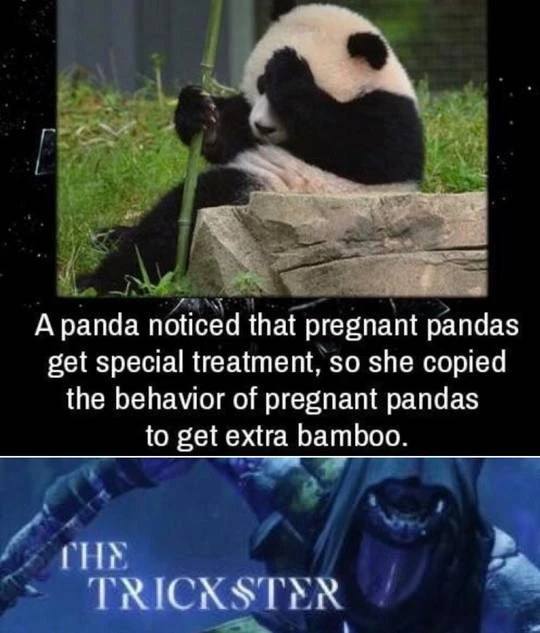 A panda noticed that pregnant pandas
get special treatment, so she copied
the behavior of pregnant pandas
to get extra bamboo.
THE
TRICKSTER